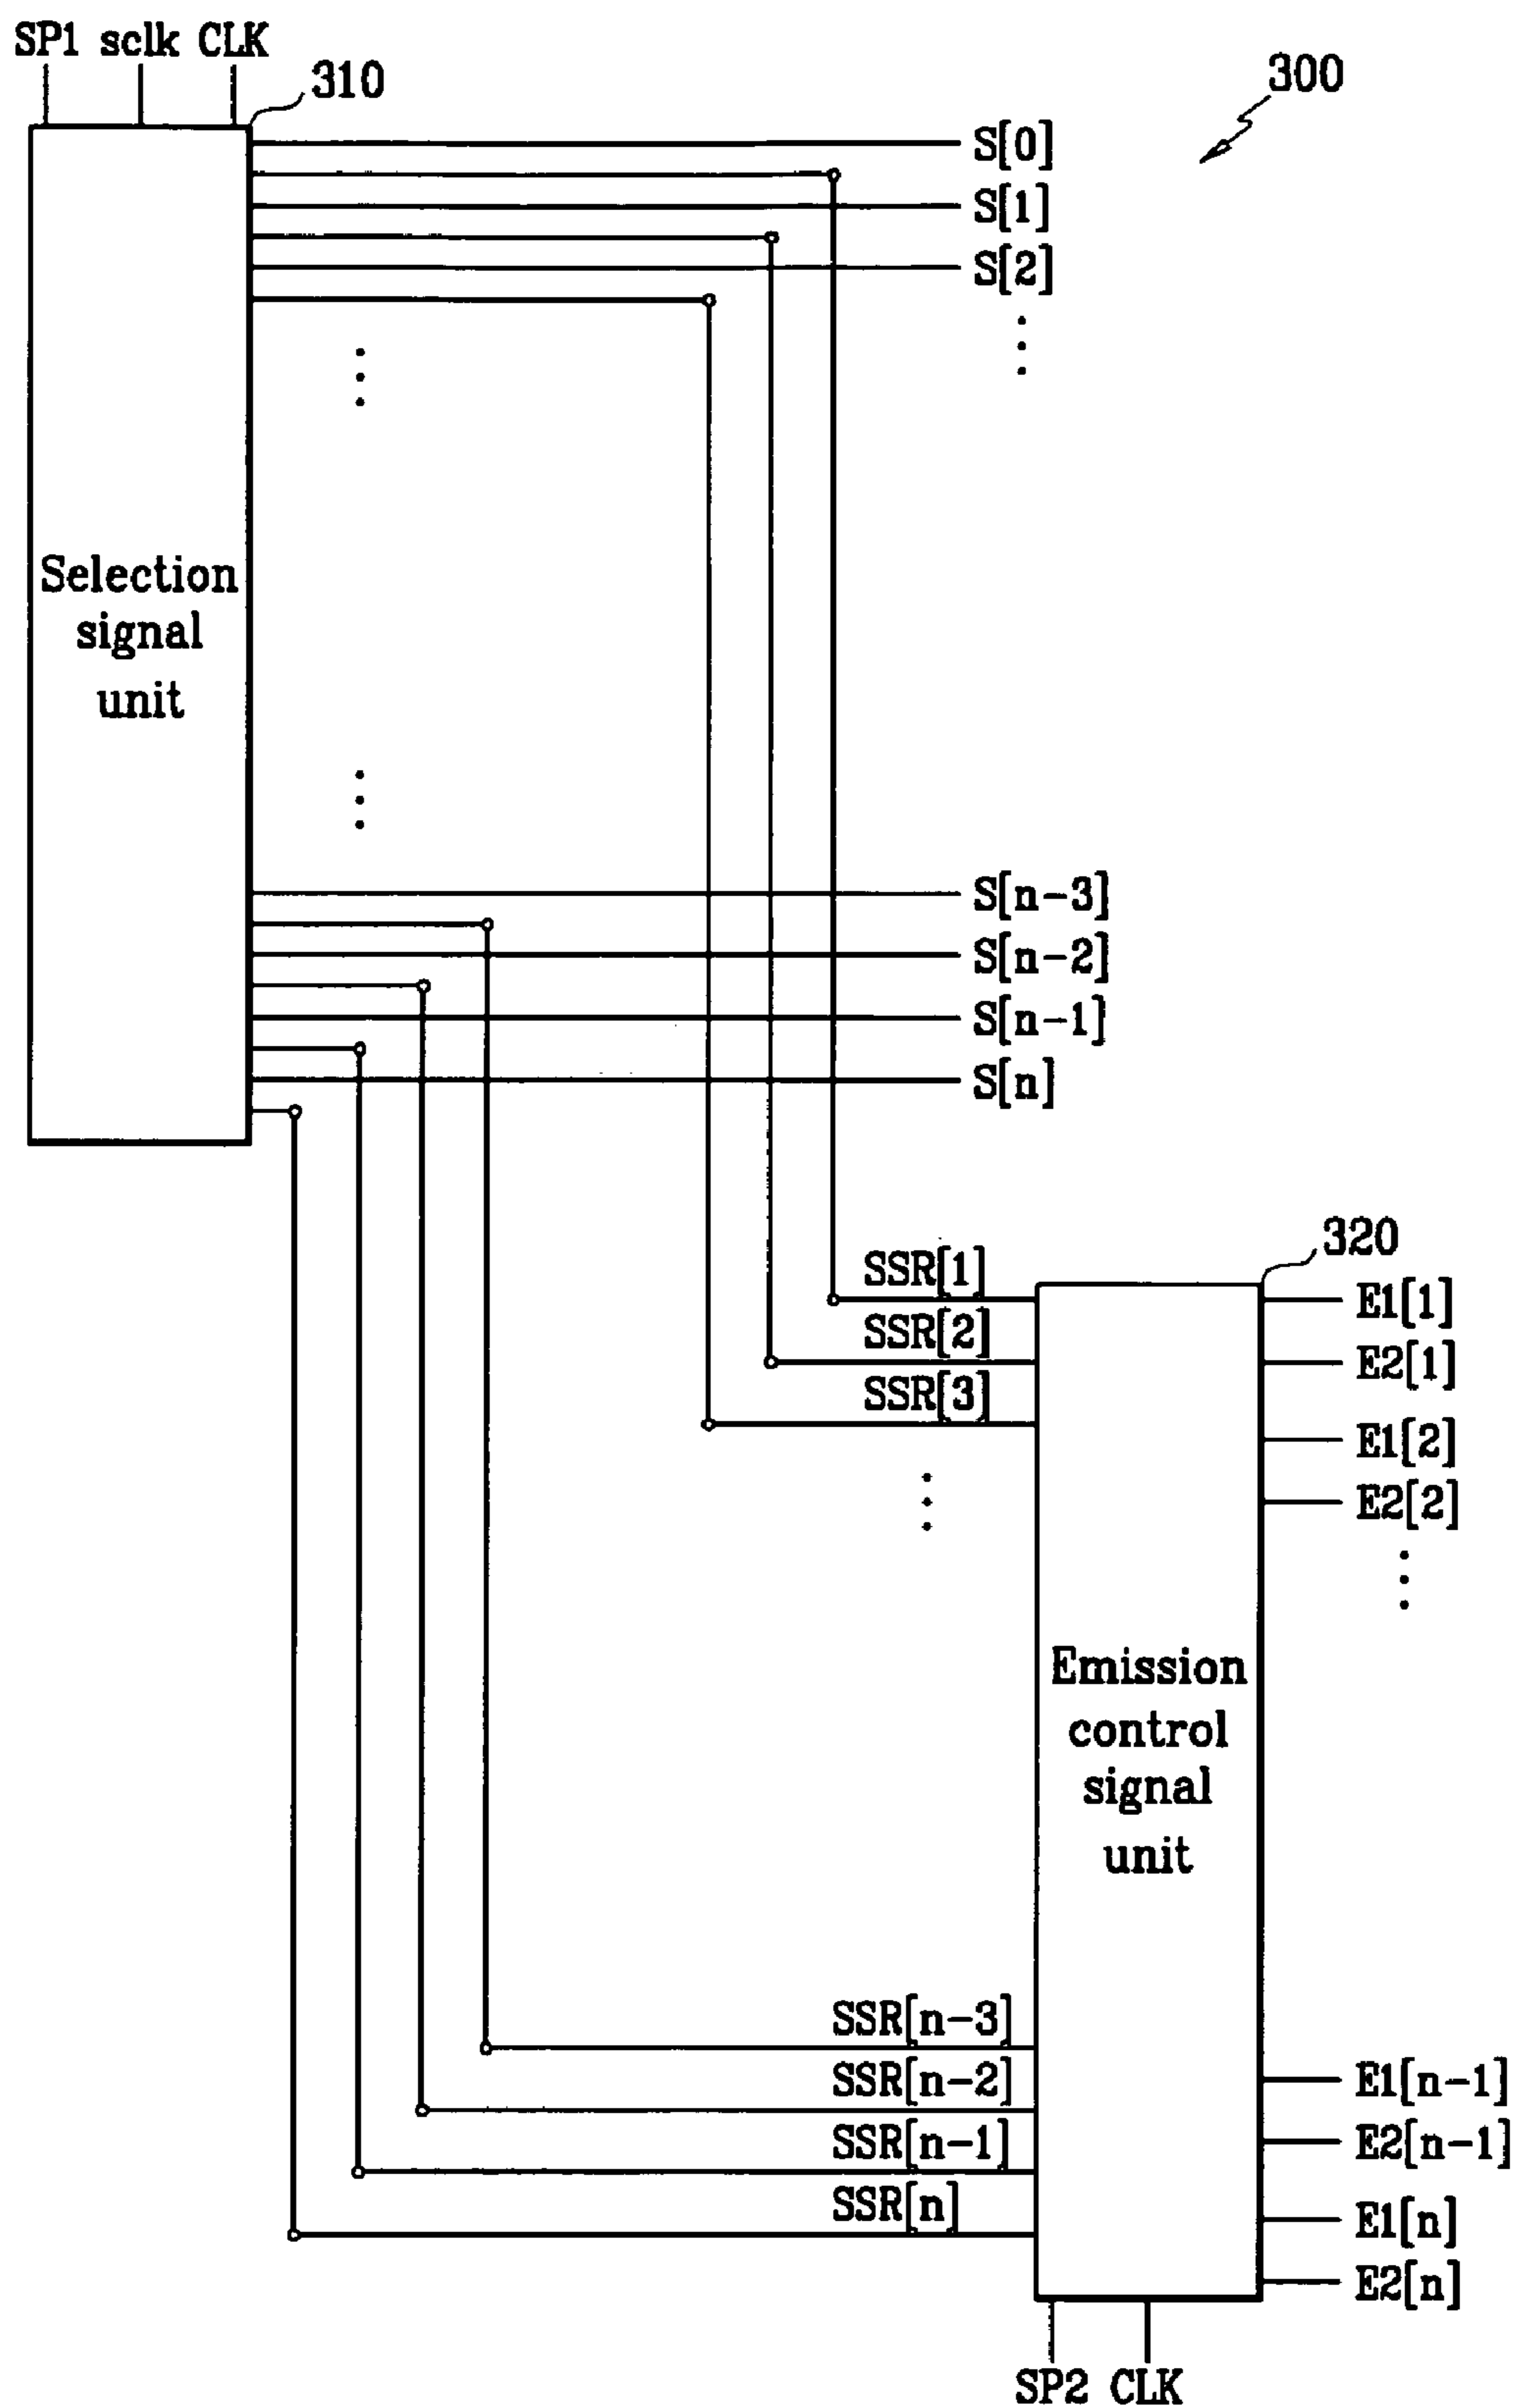 SP1 sclk CLK
310
300
S[0]
S[1]
S[2]
Selection
signal
unit
S[n-3]
S[n-2]
S[n-1]
S[n]
320
SSR[1]
SSR[2]
SSR[3]
E1[1]
E2[1]
E1[2]
E2[2]
Emission
control
signal
unit
SSR[n-3]
SSR[n-2]
SSR[n-1]
SSR[n]
E1[n-1]
E2[n-1]
E1[n]
E2[n]
SP2 CLK